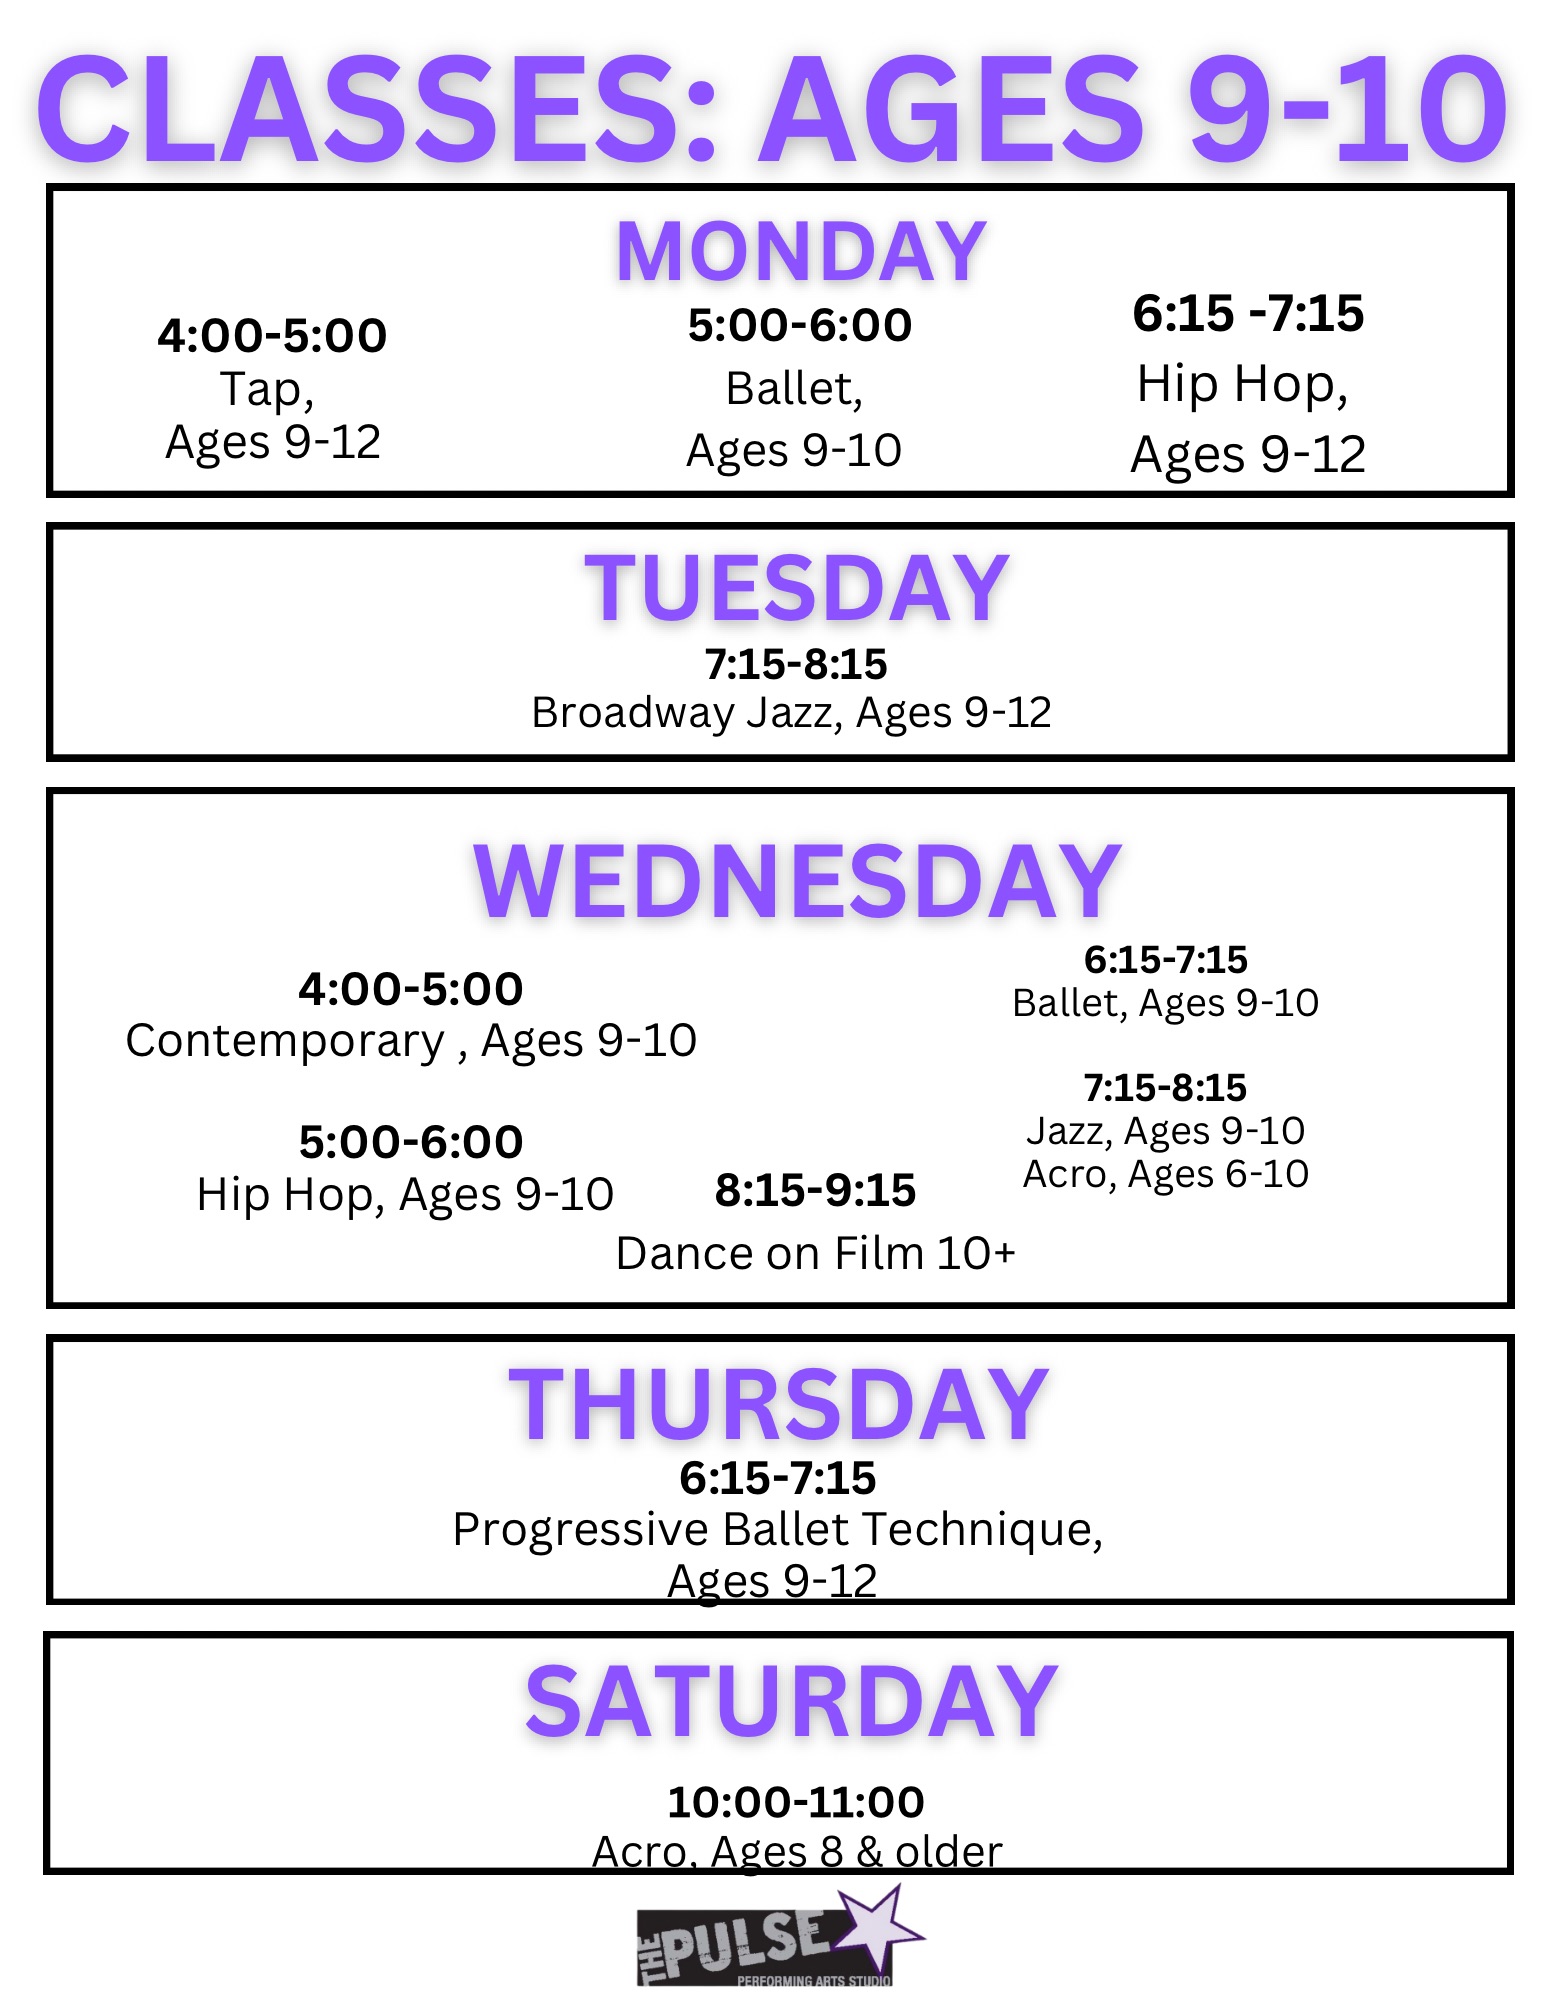 CLASSES: AGES 9-10
MONDAY
4:00-5:00
Tap,
Ages 9-12
5:00-6:00
Ballet,
Ages 9-10
6:15 -7:15
Hip Hop,
Ages 9-12
TUESDAY
7:15-8:15
Broadway Jazz, Ages 9-12
WEDNESDAY
4:00-5:00
Contemporary , Ages 9-10
5:00-6:00
Hip Hop, Ages 9-10
6:15-7:15
Ballet, Ages 9-10
7:15-8:15
Jazz, Ages 9-10
Acro, Ages 6-10
8:15-9:15
Dance on Film 10+
THURSDAY
6:15-7:15
Progressive Ballet Technique,
Ages 9-12
SATURDAY
10:00-11:00
Acro, Ages 8 & older
THE PULSE
PERFORMING ARTS STUDIO